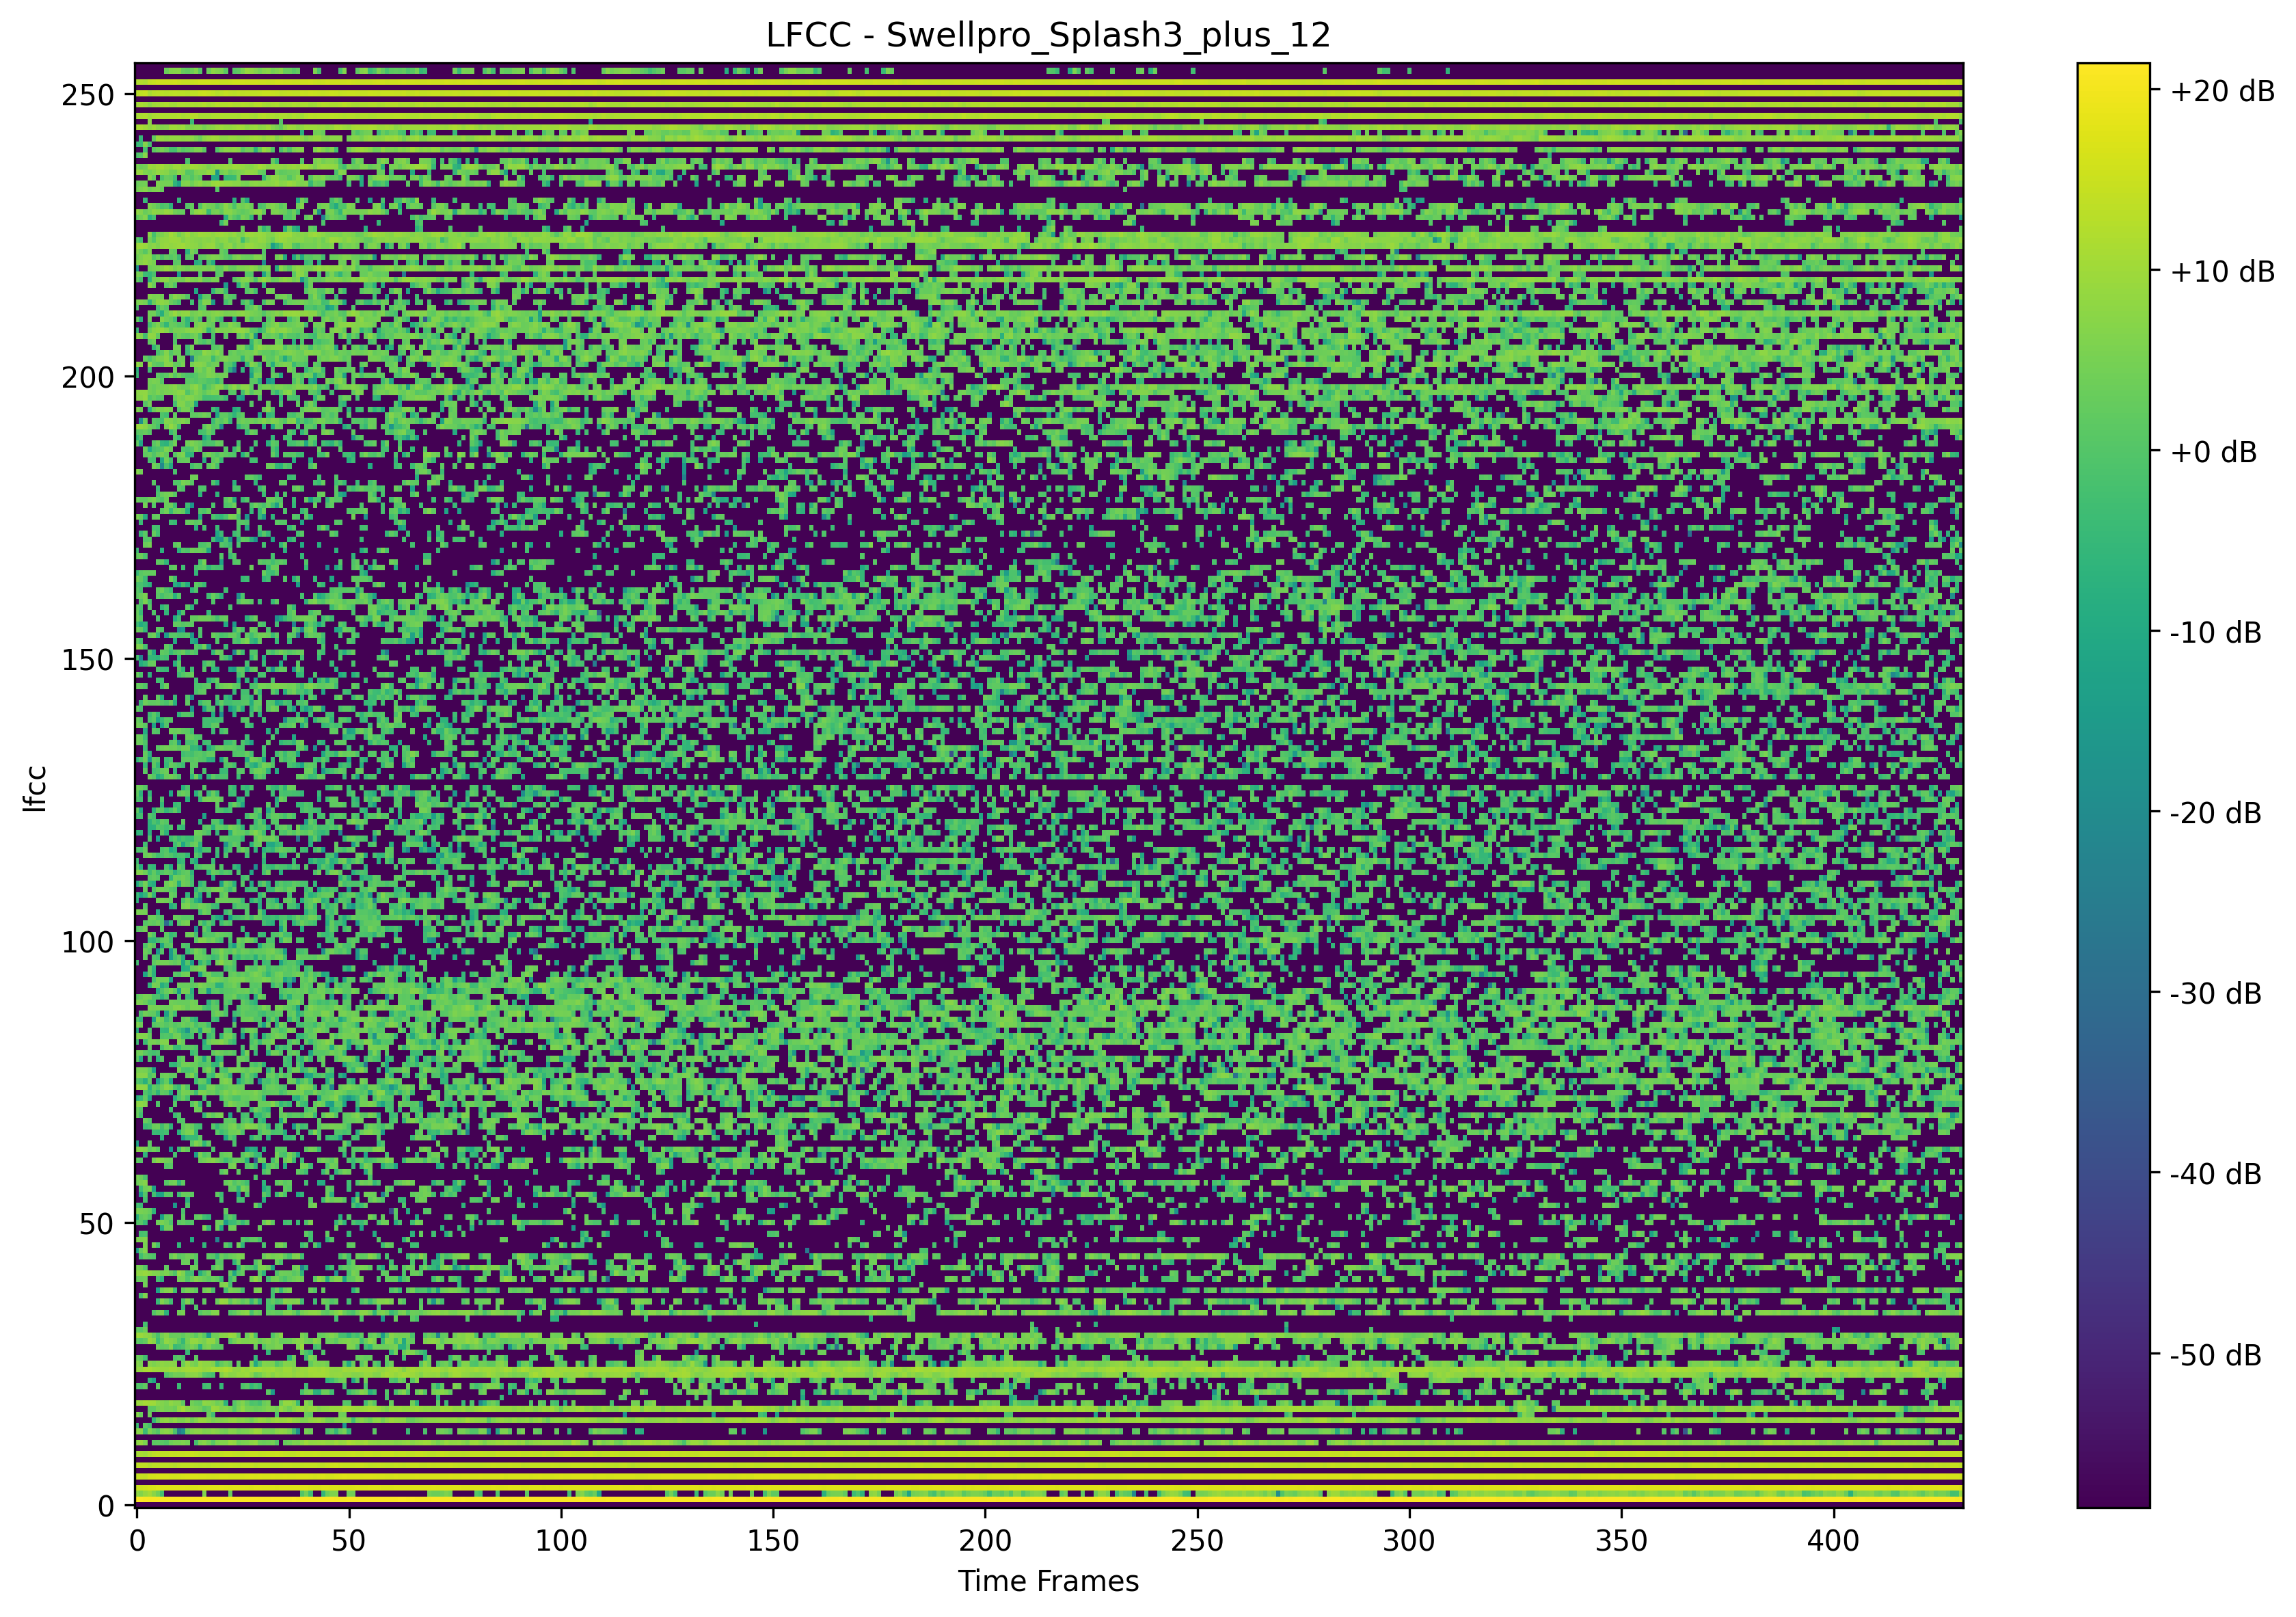 LFCC - Swellpro_Splash3_plus_12
250
200
150
100
50
0
lfcc
0 50 100 150 200 250 300 350 400
Time Frames
+20 dB
+10 dB
+0 dB
-10 dB
-20 dB
-30 dB
-40 dB
-50 dB